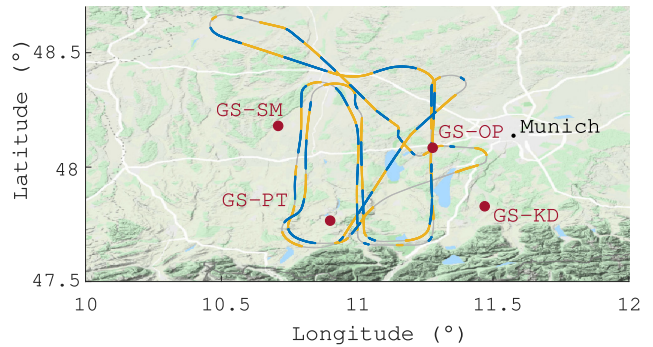 48.5
GS-SM
GS-OP
Munich
48
GS-PT
GS-KD
47.5
10
10.5
11
11.5
12
Latitude (°)
Longitude (°)